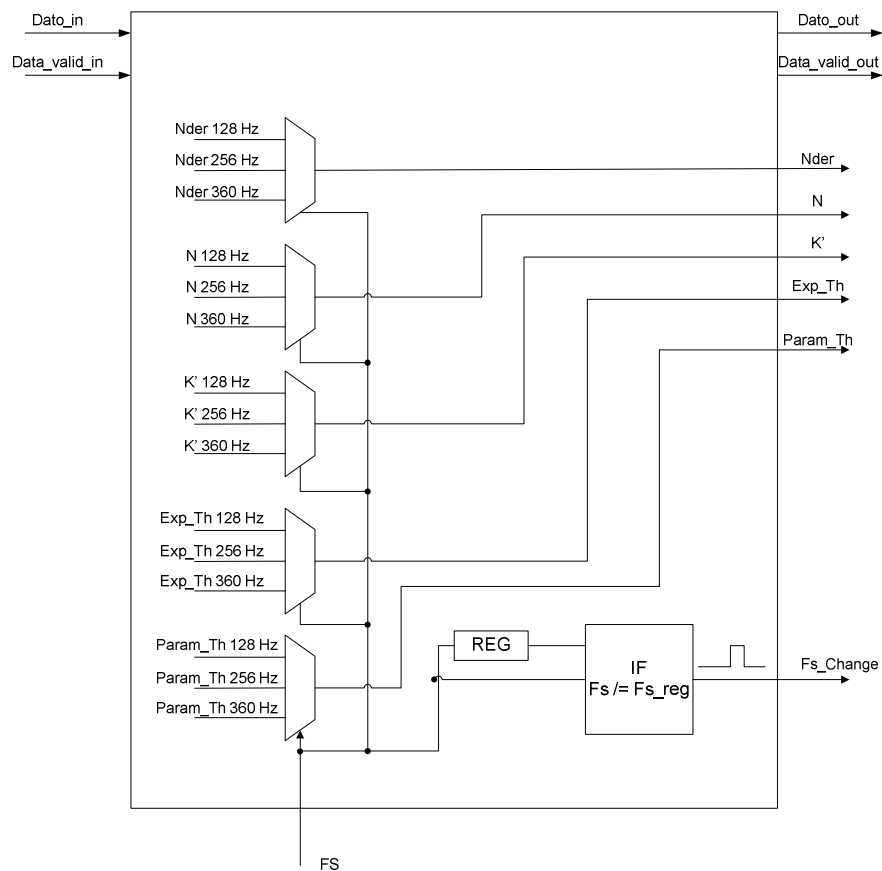 Dato_in
Dato_out
Data_valid_in
Data_valid_out
Nder 128 Hz
Nder 256 Hz
Nder 360 Hz
Nder
N
N 128 Hz
N 256 Hz
N 360 Hz
K'
Exp_Th
Param_Th
K' 128 Hz
K' 256 Hz
K' 360 Hz
Exp_Th 128 Hz
Exp_Th 256 Hz
Exp_Th 360 Hz
Param_Th 128 Hz
Param_Th 256 Hz
Param_Th 360 Hz
REG
IF
Fs /= Fs_reg
Fs_Change
FS